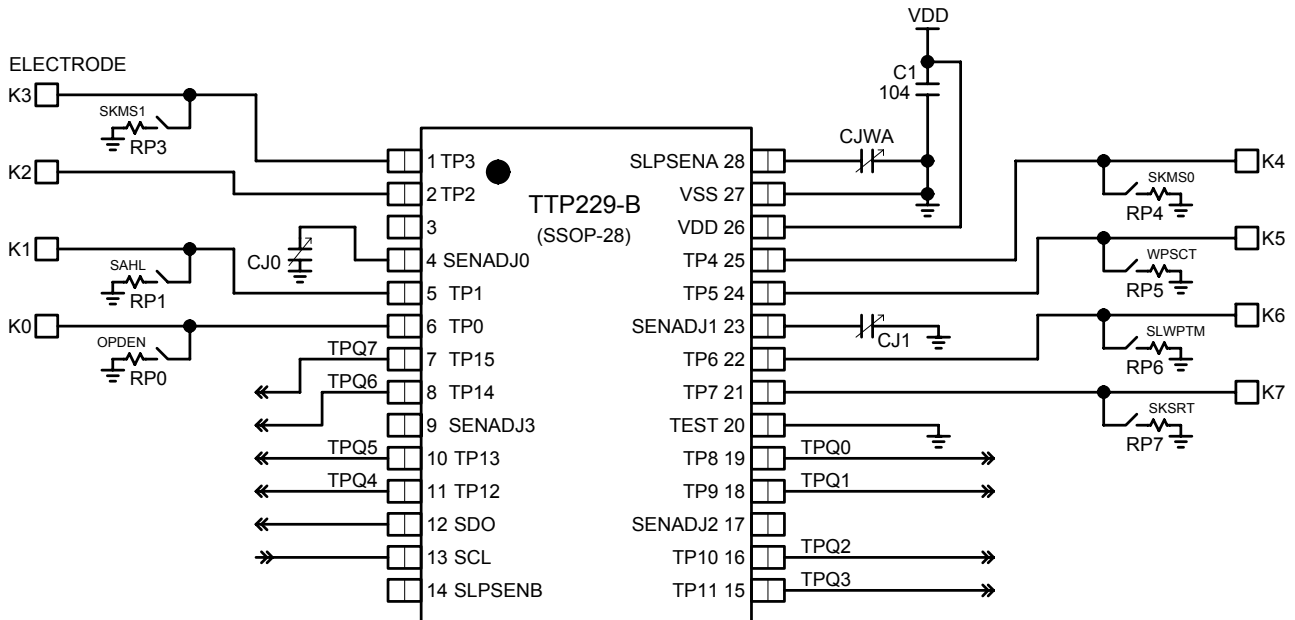 VDD
ELECTRODE
C1
104
K3
SKMS1
RP3
CJWA
1 TP3
SLPSENA 28
K4
K2
2 TP2
TTP229-B
(SSOP-28)
VSS 27
SKMS0
RP4
3
VDD 26
K1
CJ0
4 SENADJ0
TP4 25
K5
SAHL
RP1
5 TP1
TP5 24
WPSCT
RP5
K0
6 TP0
SENADJ1 23
CJ1
K6
OPDEN
RP0
TPQ7
7 TP15
TP6 22
SLWPTM
RP6
TPQ6
8 TP14
TP7 21
K7
9 SENADJ3
TEST 20
SKSRT
RP7
TPQ5
10 TP13
TP8 19
TPQ0
TPQ4
11 TP12
TP9 18
TPQ1
12 SDO
SENADJ2 17
13 SCL
TP10 16
TPQ2
14 SLPSENB
TP11 15
TPQ3